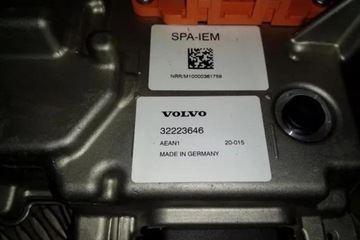 SPA-IEM
NRR/M10000361759
VOLVO
32223646
AEAN1 20-015
MADE IN GERMANY